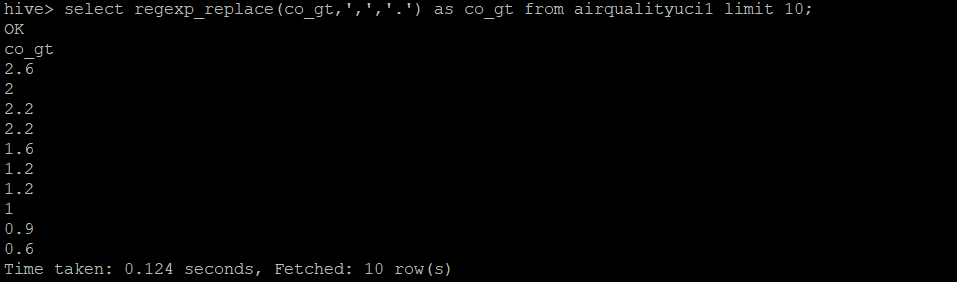 hive> select regexp_replace(co_gt,',','.') as co_gt from airqualityuci1 limit 10;
OK
co_gt
2.6
2
2.2
2.2
1.6
1.2
1.2
1
0.9
0.6
Time taken: 0.124 seconds, Fetched: 10 row(s)